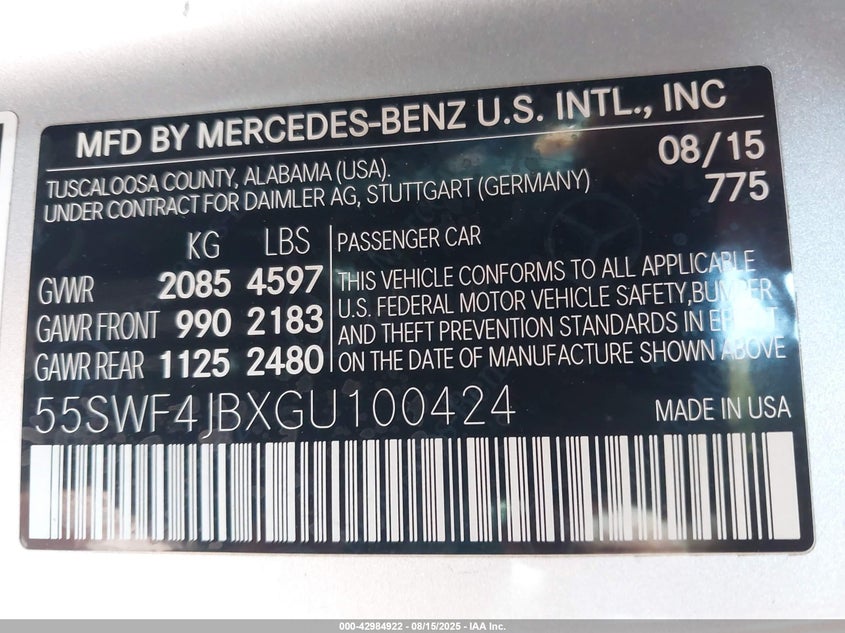 MFD BY MERCEDES-BENZ U.S. INTL., INC
TUSCALOOSA COUNTY, ALABAMA (USA). 08/15
UNDER CONTRACT FOR DAIMLER AG, STUTTGART (GERMANY) 775
KG LBS PASSENGER CAR
GVWR 2085 4597 THIS VEHICLE CONFORMS TO ALL APPLICABLE
U.S. FEDERAL MOTOR VEHICLE SAFETY, BUMPER
GAWR FRONT 990 2183 AND THEFT PREVENTION STANDARDS IN EFFECT
GAWR REAR 1125 2480 ON THE DATE OF MANUFACTURE SHOWN ABOVE
55SWF4JBXGU100424 MADE IN USA
000-42984922 - 08/15/2025 - IAA Inc.